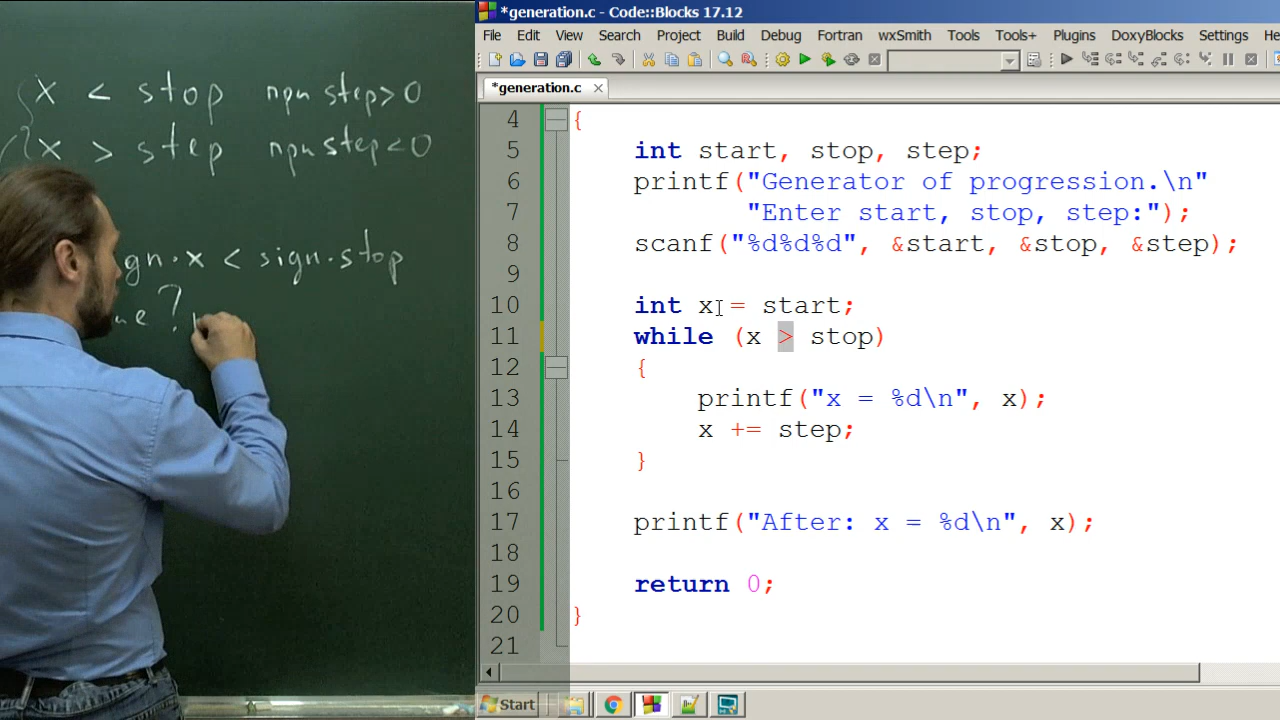 x < stop при step>0
x > step при step<0
gn·x < sign·stop
?
*generation.c - Code::Blocks 17.12
File Edit View Search Project Build Debug Fortran wxSmith Tools Tools+ Plugins DoxyBlocks Settings He
*generation.c
4 {
5 int start, stop, step;
6 printf("Generator of progression.\n"
7 "Enter start, stop, step:");
8 scanf("%d%d%d", &start, &stop, &step);
9
10 int x = start;
11 while (x > stop)
12 {
13 printf("x = %d\n", x);
14 x += step;
15 }
16
17 printf("After: x = %d\n", x);
18
19 return 0;
20 }
21
Start